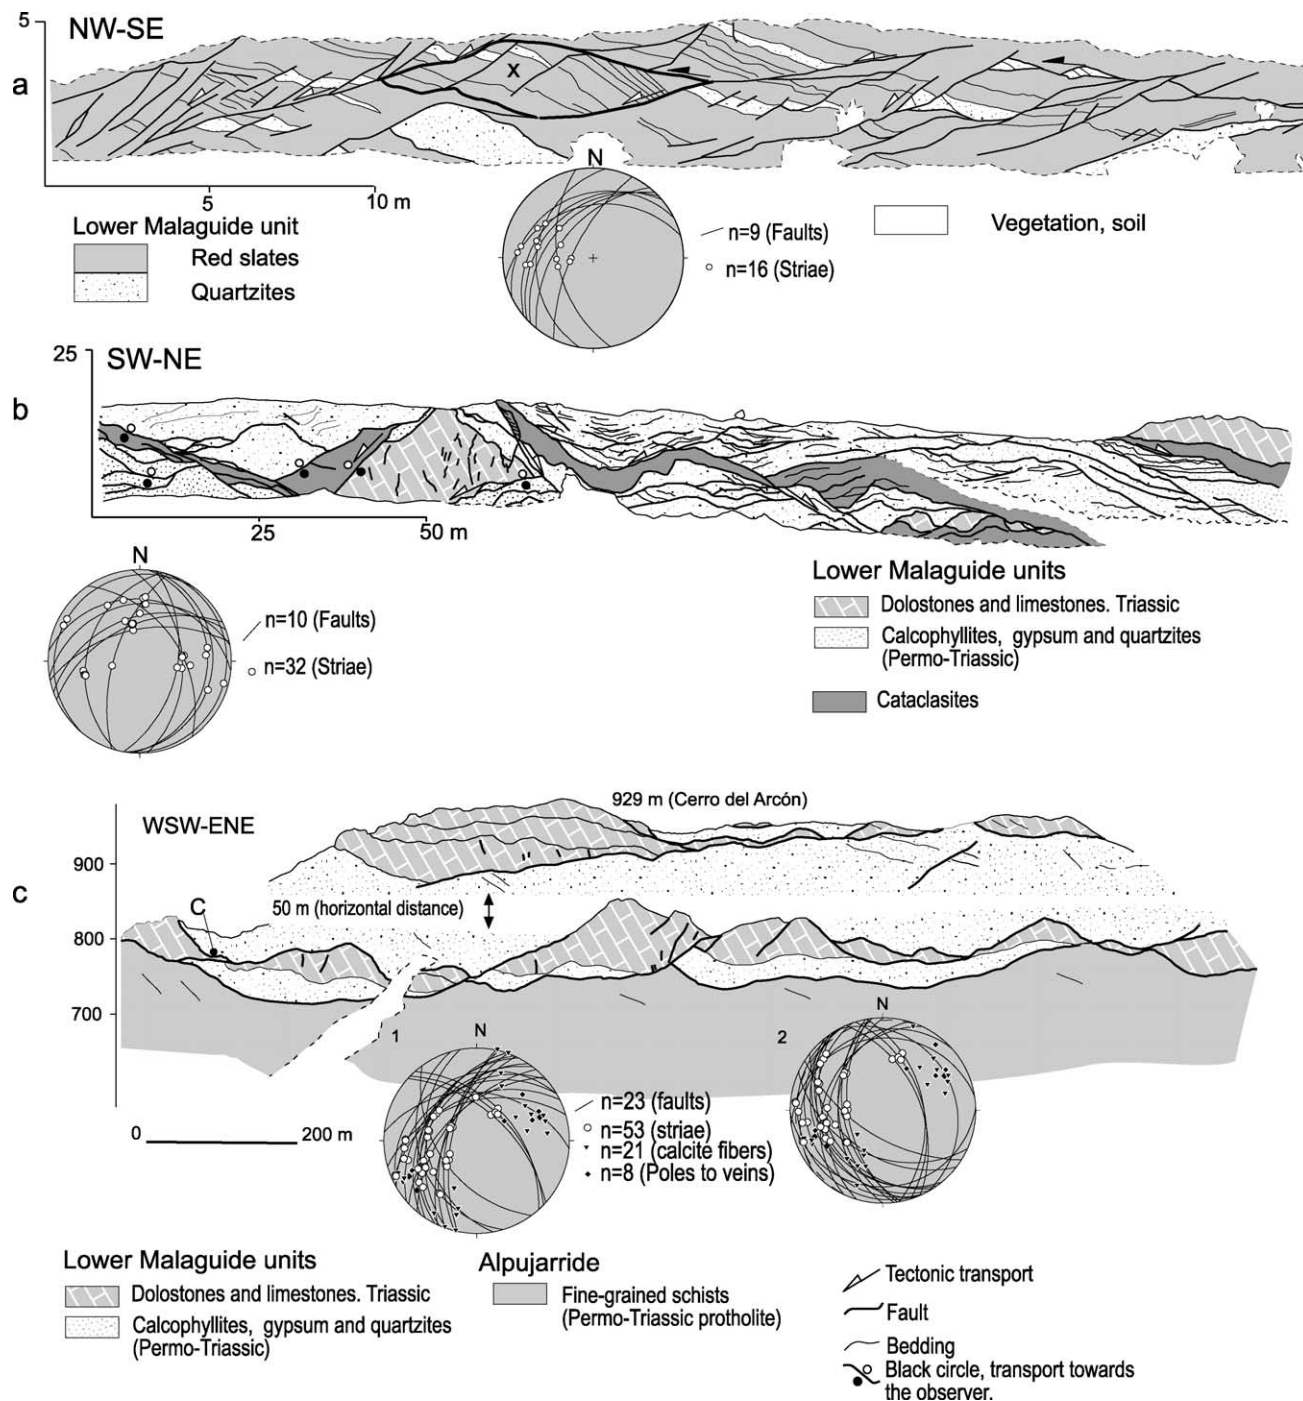 5
NW-SE
a
X
5
10 m
N
Lower Malaguide unit
Red slates
Quartzites
n=9 (Faults)
n=16 (Striae)
Vegetation, soil
25
SW-NE
b
25
50 m
N
n=10 (Faults)
n=32 (Striae)
Lower Malaguide units
Dolostones and limestones. Triassic
Calcophyllites, gypsum and quartzites
(Permo-Triassic)
Cataclasites
929 m (Cerro del Arcón)
WSW-ENE
900
c
C
50 m (horizontal distance)
800
700
1
N
2
N
n=23 (faults)
n=53 (striae)
n=21 (calcite fibers)
n=8 (Poles to veins)
0
200 m
Lower Malaguide units
Dolostones and limestones. Triassic
Calcophyllites, gypsum and quartzites
(Permo-Triassic)
Alpujarride
Fine-grained schists
(Permo-Triassic protholite)
Tectonic transport
Fault
Bedding
Black circle, transport towards
the observer.